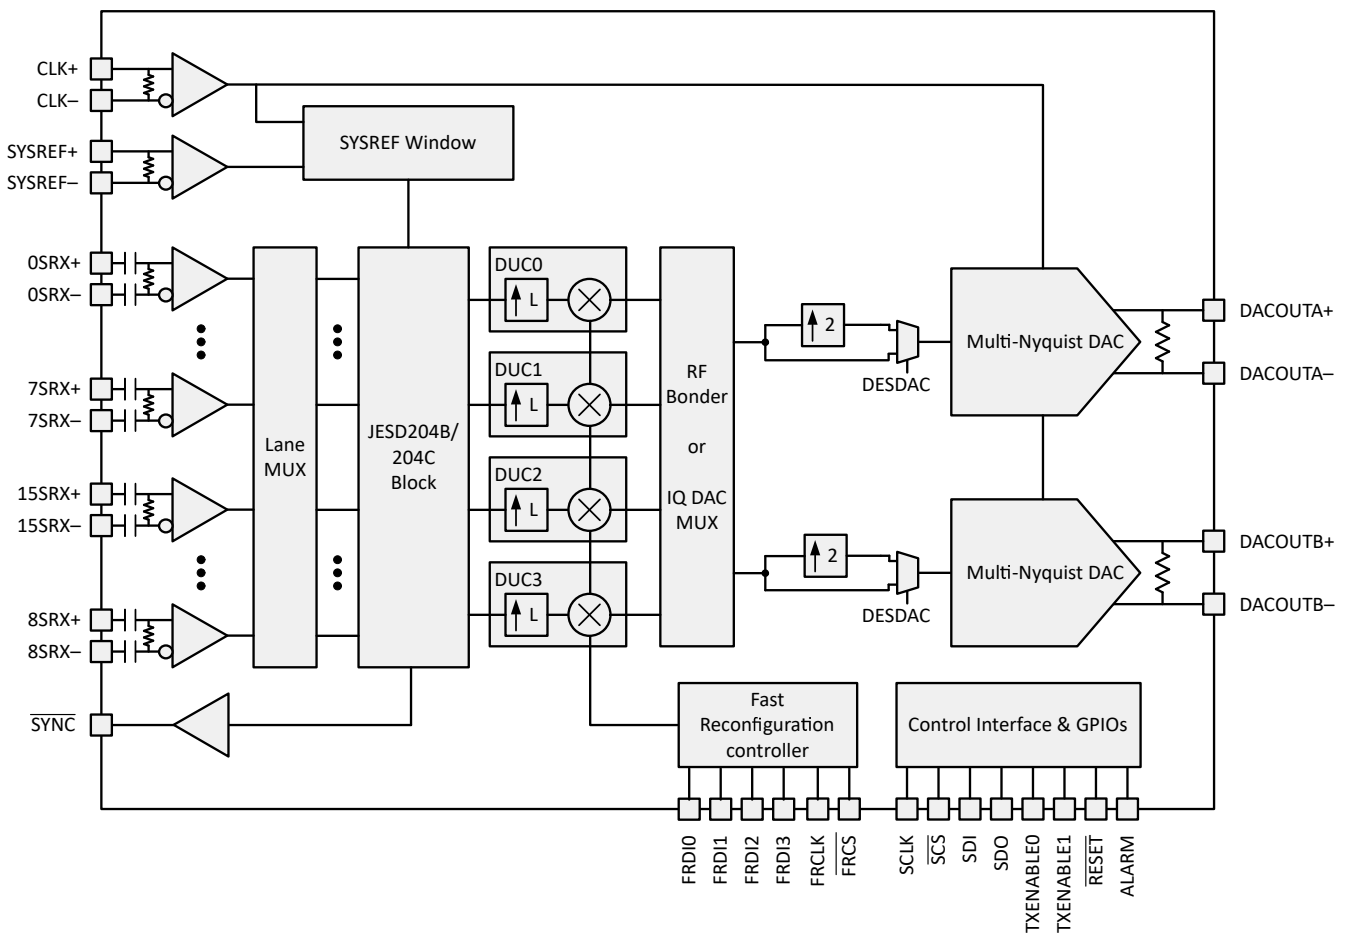 CLK+
CLK–
SYSREF+
SYSREF–
SYSREF Window
0SRX+
0SRX–
7SRX+
7SRX–
15SRX+
15SRX–
8SRX+
8SRX–
SYNC
Lane
MUX
JESD204B/
204C
Block
DUC0
L
DUC1
L
DUC2
L
DUC3
L
RF
Bonder
or
IQ DAC
MUX
2
DESDAC
Multi-Nyquist DAC
DACOUTA+
DACOUTA–
2
DESDAC
Multi-Nyquist DAC
DACOUTB+
DACOUTB–
Fast
Reconfiguration
controller
Control Interface & GPIOs
FRDI0
FRDI1
FRDI2
FRDI3
FRCLK
FRCS
SCLK
SCS
SDI
SDO
TXENABLE0
TXENABLE1
RESET
ALARM